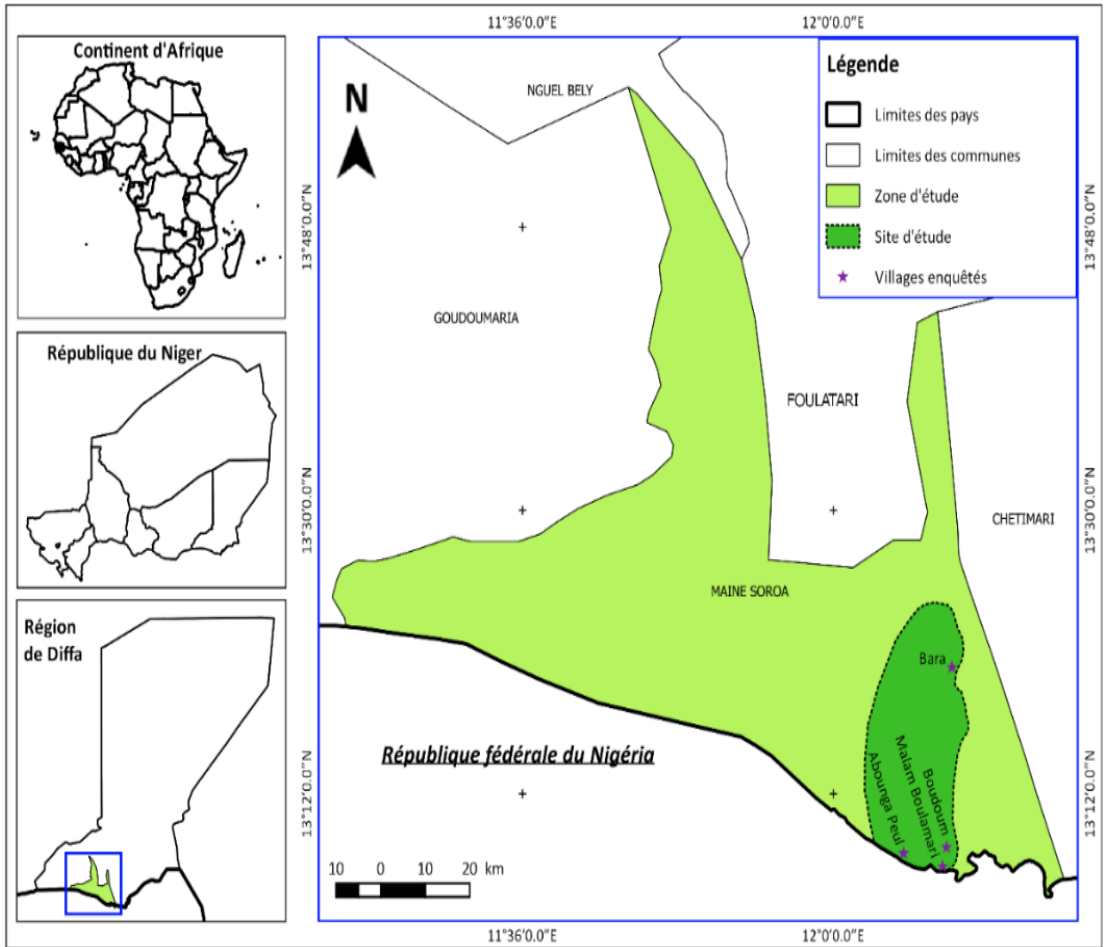 Continent d'Afrique
République du Niger
Région
de Diffa
11°36'0.0"E
12°0'0.0"E
13°48'0.0"N
13°30'0.0"N
13°12'0.0"N
N
NGUEL BELY
GOUDOUMARIA
FOULATARI
CHETIMARI
MAINE SOROA
Bara
Boudoum
Malam Boulamari
Abounga Peul
République fédérale du Nigéria
10 0 10 20 km
Légende
Limites des pays
Limites des communes
Zone d'étude
Site d'étude
Villages enquêtés
13°48'0.0"N
13°30'0.0"N
13°12'0.0"N
11°36'0.0"E
12°0'0.0"E